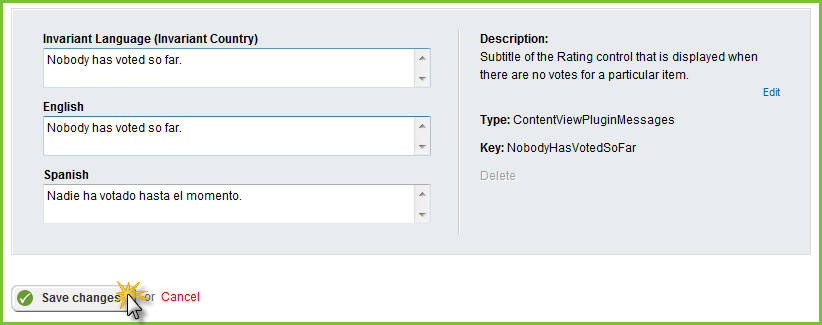 Invariant Language (Invariant Country)
Nobody has voted so far.
English
Nobody has voted so far.
Spanish
Nadie ha votado hasta el momento.
Description:
Subtitle of the Rating control that is displayed when
there are no votes for a particular item.
Edit
Type: ContentViewPluginMessages
Key: NobodyHasVotedSoFar
Delete
Save changes or Cancel